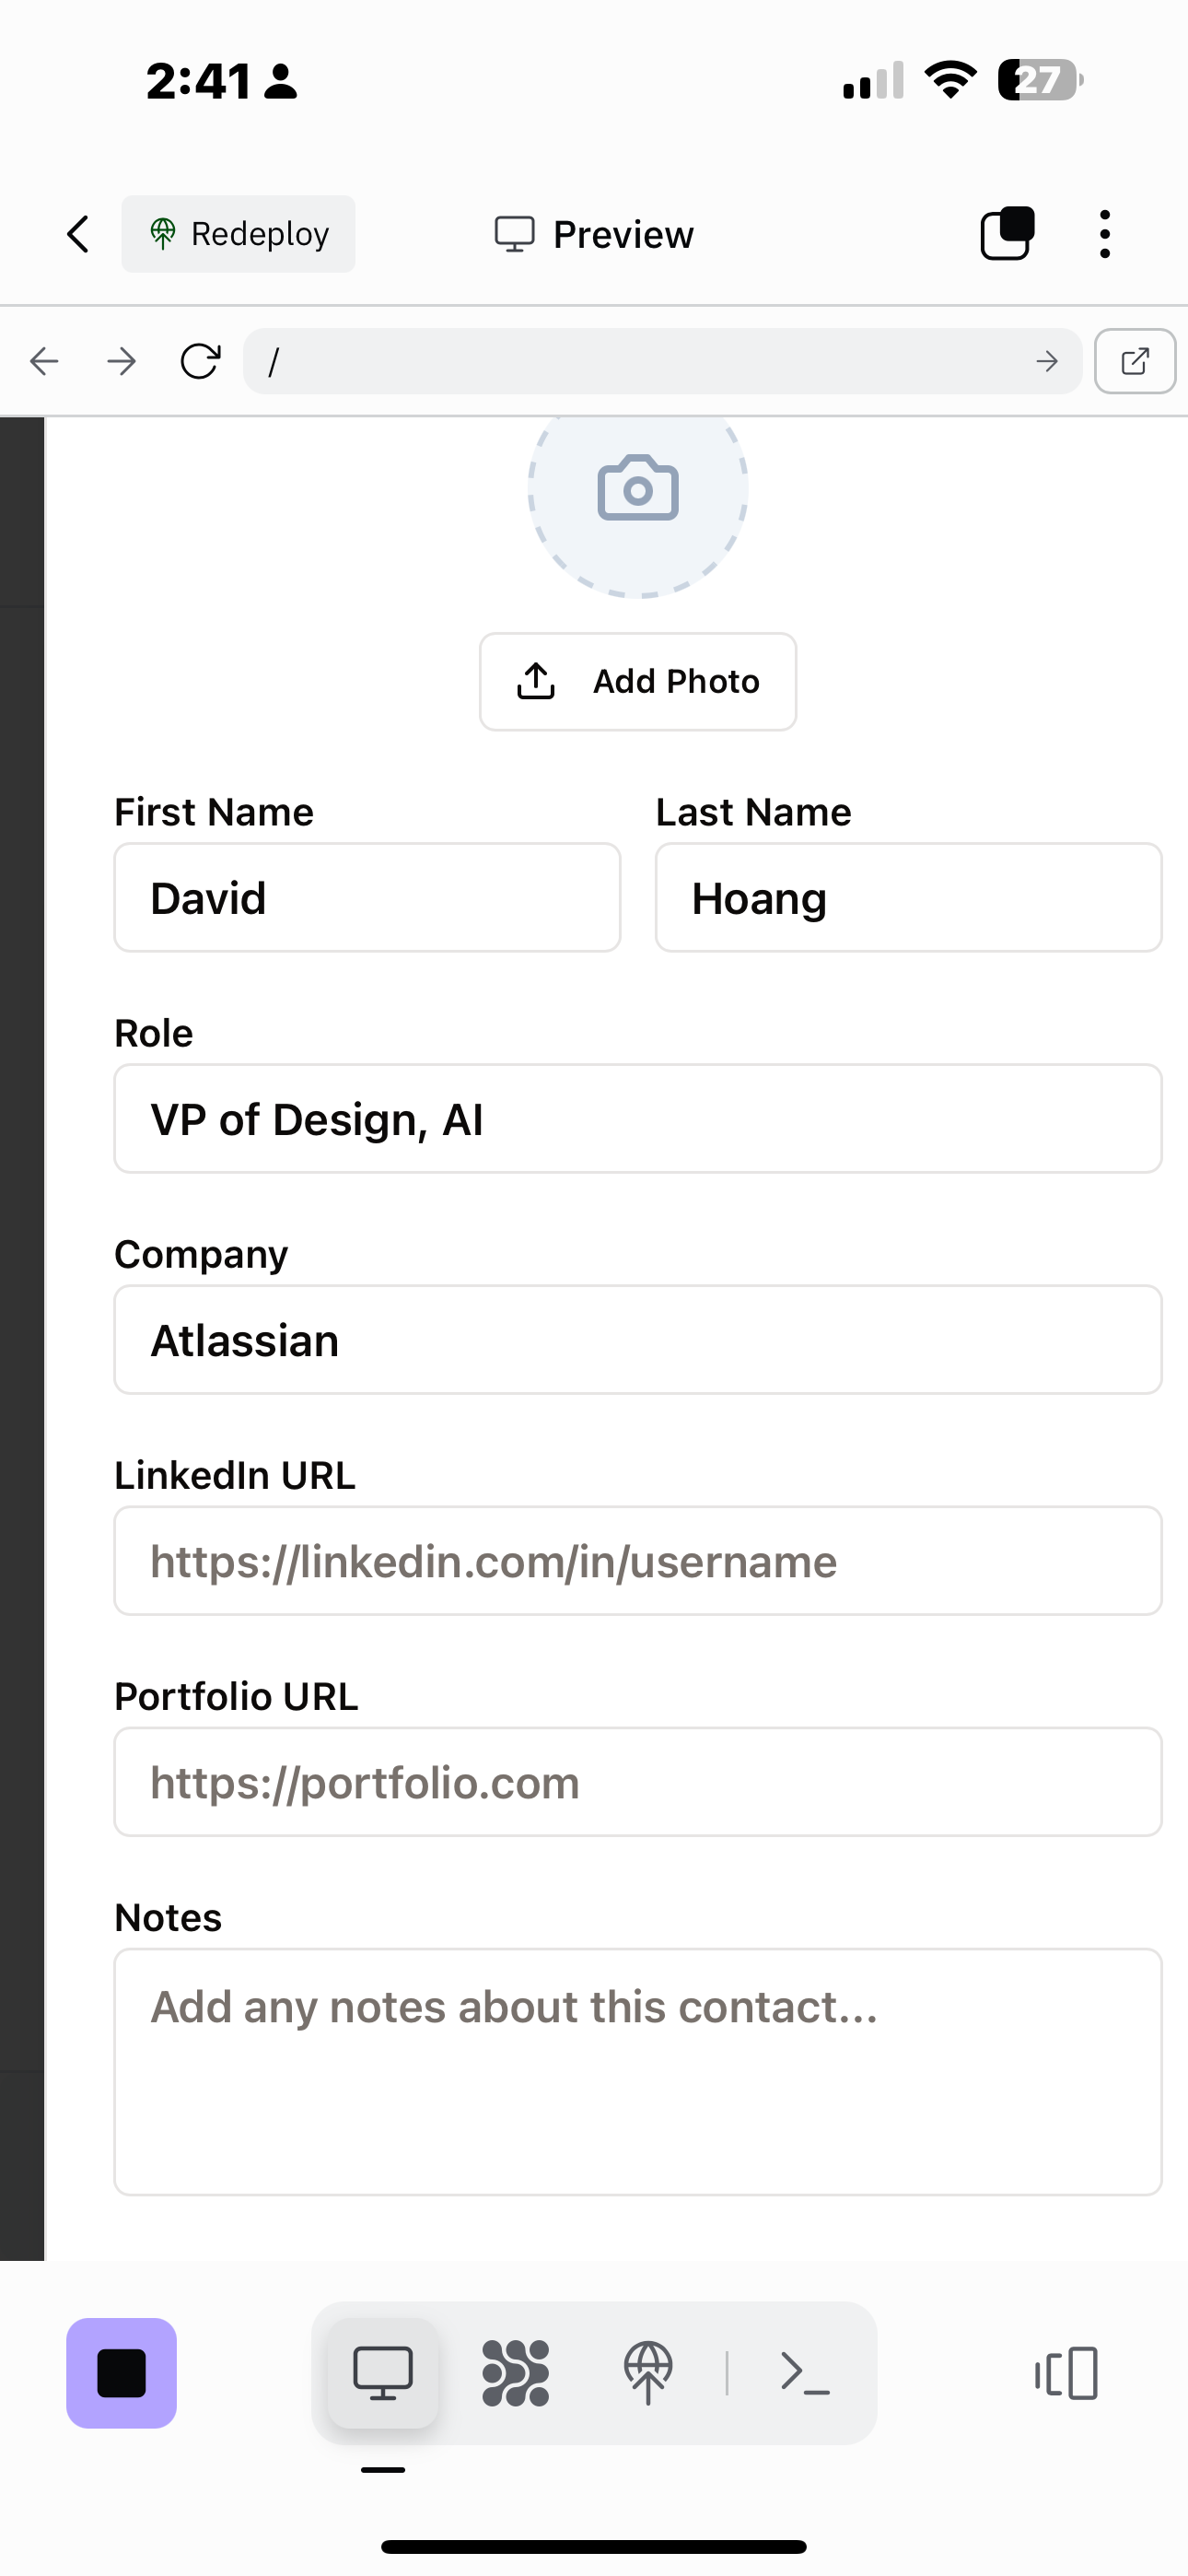 2:41
27
Redeploy
Preview
/
Add Photo
First Name
Last Name
David
Hoang
Role
VP of Design, AI
Company
Atlassian
LinkedIn URL
https://linkedin.com/in/username
Portfolio URL
https://portfolio.com
Notes
Add any notes about this contact...